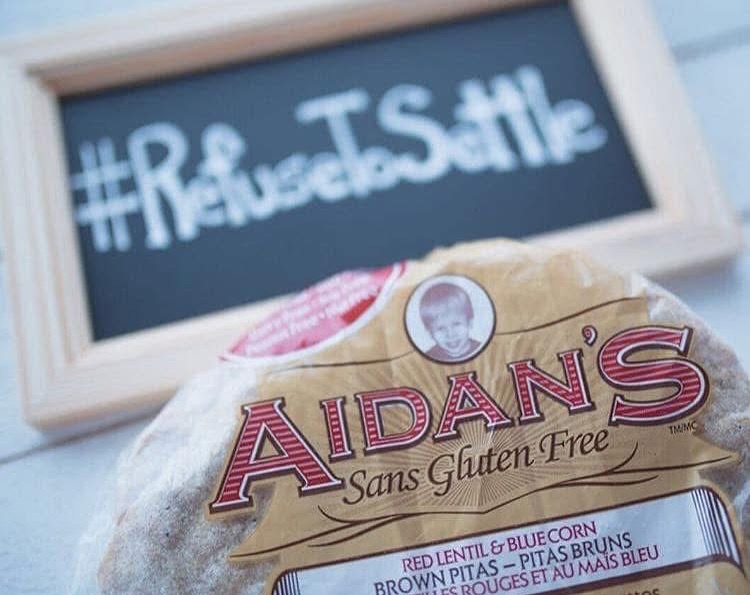 #RefuseToSettle
AIDAN'S
TM/MC
Sans Gluten Free
RED LENTIL & BLUE CORN
BROWN PITAS – PITAS BRUNS
ROUGES ET AU MAÏS BLEU